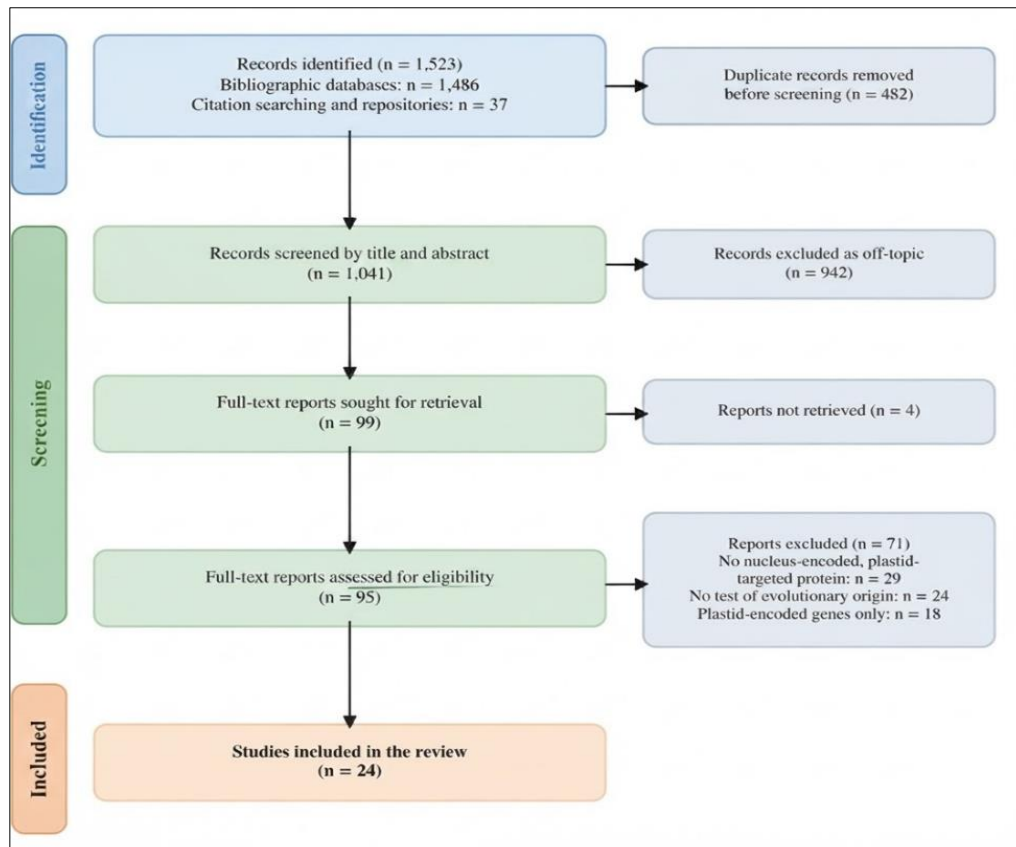 Identification
Records identified (n = 1,523)
Bibliographic databases: n = 1,486
Citation searching and repositories: n = 37
Duplicate records removed
before screening (n = 482)
Screening
Records screened by title and abstract
(n = 1,041)
Records excluded as off-topic
(n = 942)
Full-text reports sought for retrieval
(n = 99)
Reports not retrieved (n = 4)
Full-text reports assessed for eligibility
(n = 95)
Reports excluded (n = 71)
No nucleus-encoded, plastid-
targeted protein: n = 29
No test of evolutionary origin: n = 24
Plastid-encoded genes only: n = 18
Included
Studies included in the review
(n = 24)